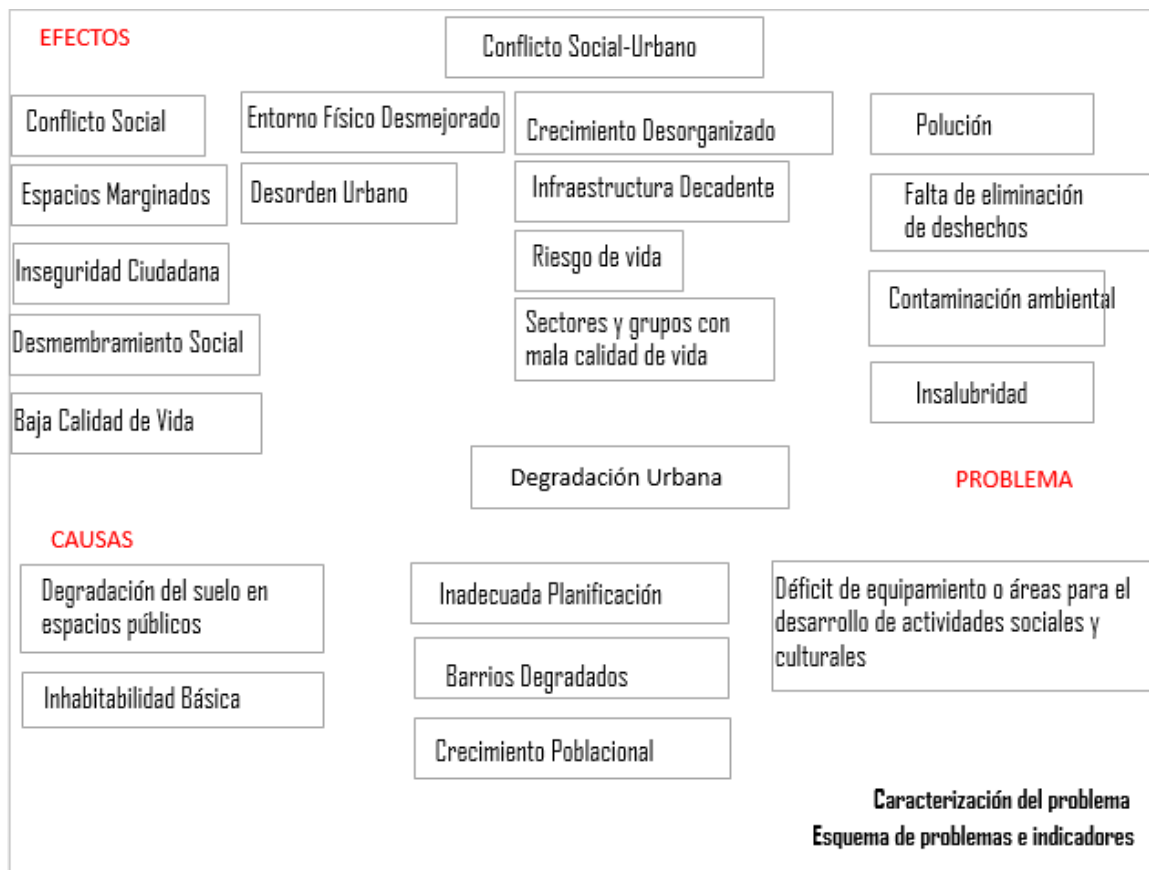 EFECTOS
Conflicto Social-Urbano
Conflicto Social
Espacios Marginados
Inseguridad Ciudadana
Desmembramiento Social
Baja Calidad de Vida
Entorno Físico Desmejorado
Desorden Urbano
Crecimiento Desorganizado
Infraestructura Decadente
Riesgo de vida
Sectores y grupos con
mala calidad de vida
Polución
Falta de eliminación
de deshechos
Contaminación ambiental
Insalubridad
Degradación Urbana
PROBLEMA
CAUSAS
Degradación del suelo en
espacios públicos
Inhabitabilidad Básica
Inadecuada Planificación
Barrios Degradados
Crecimiento Poblacional
Déficit de equipamiento o áreas para el
desarrollo de actividades sociales y
culturales
Caracterización del problema
Esquema de problemas e indicadores